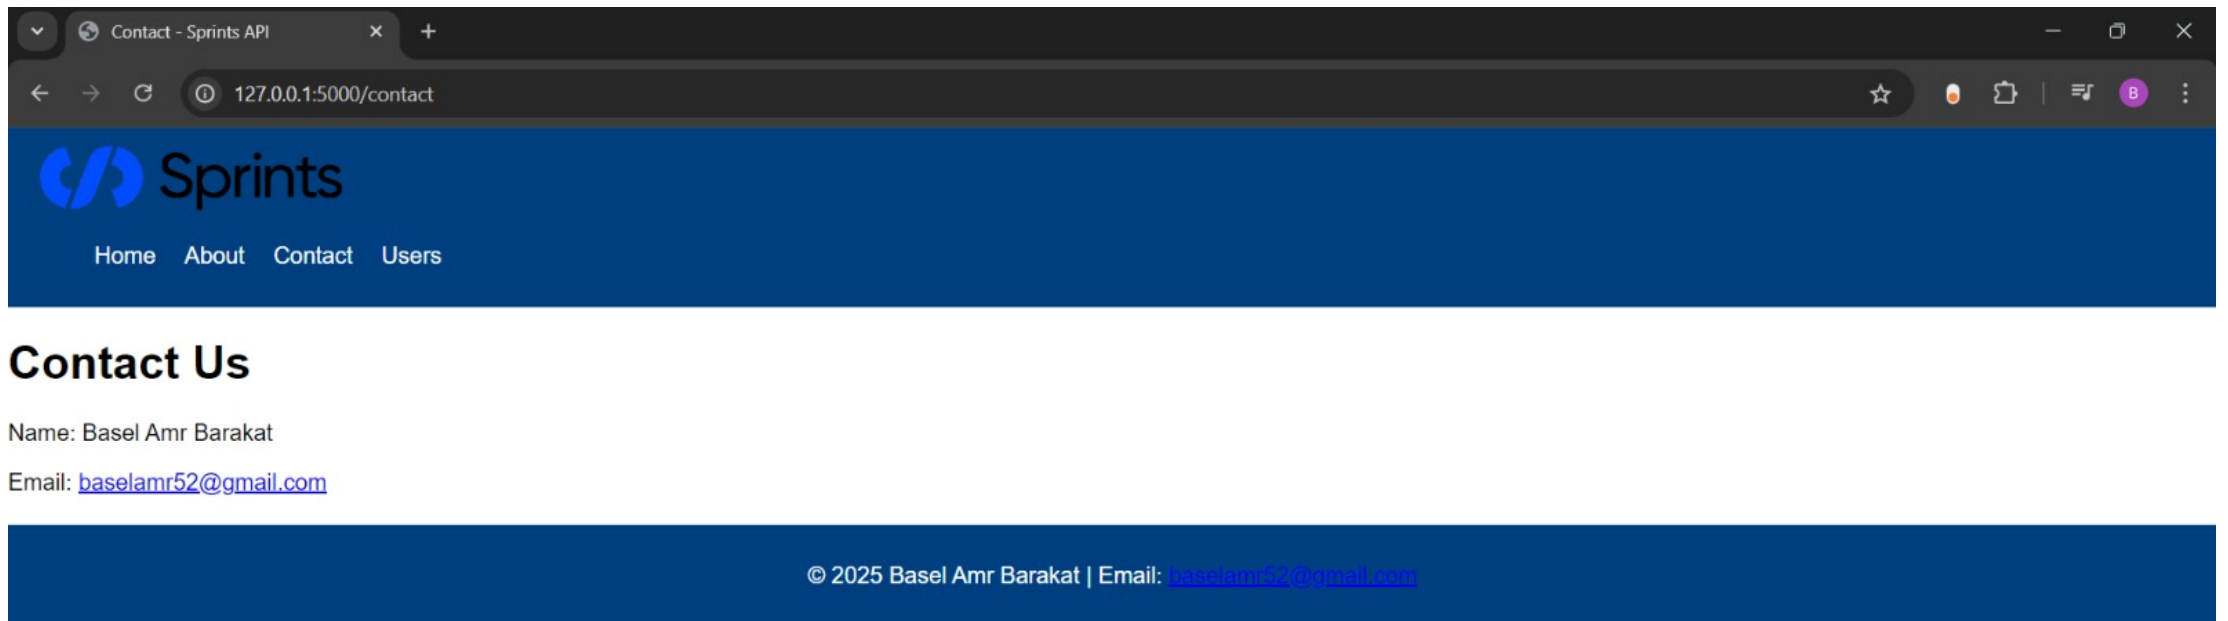 Contact - Sprints API
127.0.0.1:5000/contact
B
Sprints
Home About Contact Users
Contact Us
Name: Basel Amr Barakat
Email: baselamr52@gmail.com
© 2025 Basel Amr Barakat | Email: baselamr52@gmail.com